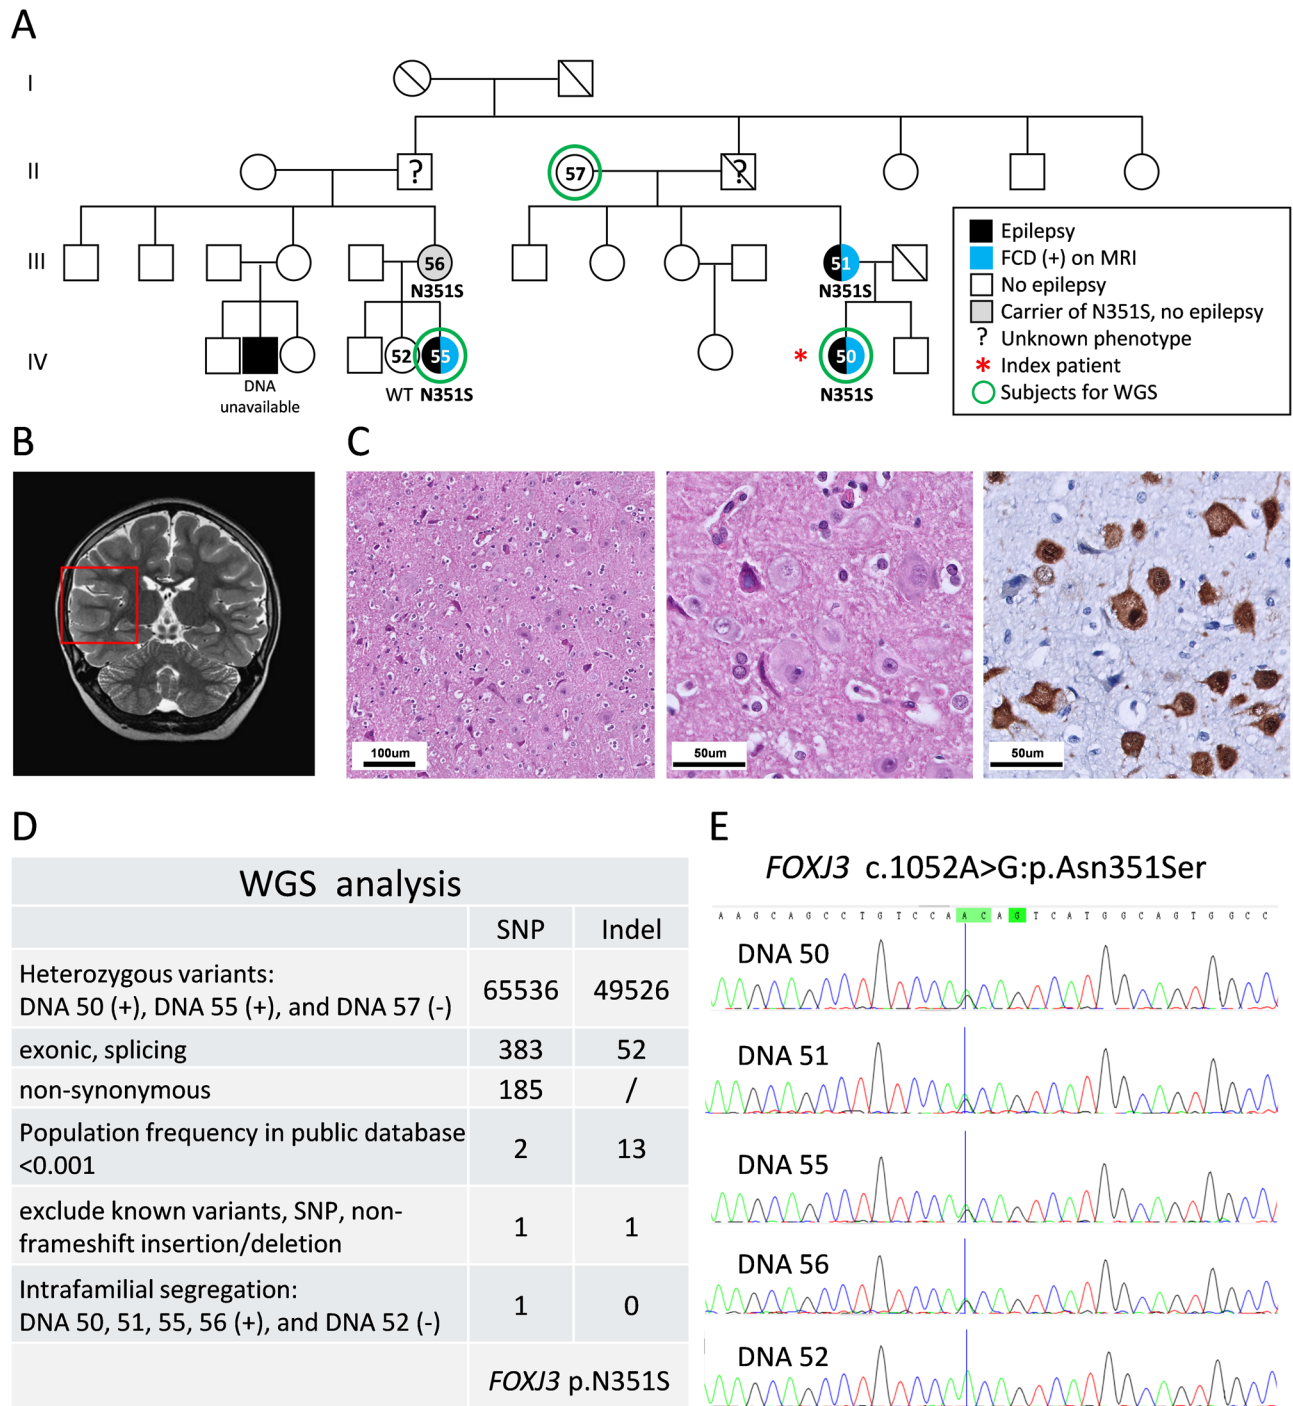 A
I
II
?
57
?
III
56
N351S
51
N351S
IV
DNA
unavailable
52
WT
55
N351S
*
50
N351S
Epilepsy
FCD (+) on MRI
No epilepsy
Carrier of N351S, no epilepsy
? Unknown phenotype
* Index patient
Subjects for WGS
B
C
100um
50um
50um
D
WGS analysis
SNP Indel
Heterozygous variants:
DNA 50 (+), DNA 55 (+), and DNA 57 (-) 65536 49526
exonic, splicing 383 52
non-synonymous 185 /
Population frequency in public database
<0.001 2 13
exclude known variants, SNP, non-
frameshift insertion/deletion 1 1
Intrafamilial segregation:
DNA 50, 51, 55, 56 (+), and DNA 52 (-) 1 0
FOXJ3 p.N351S
E
FOXJ3 c.1052A>G:p.Asn351Ser
A A G C A G C C T G T C C A A C A G T C A T G G C A G T G G C C
DNA 50
DNA 51
DNA 55
DNA 56
DNA 52